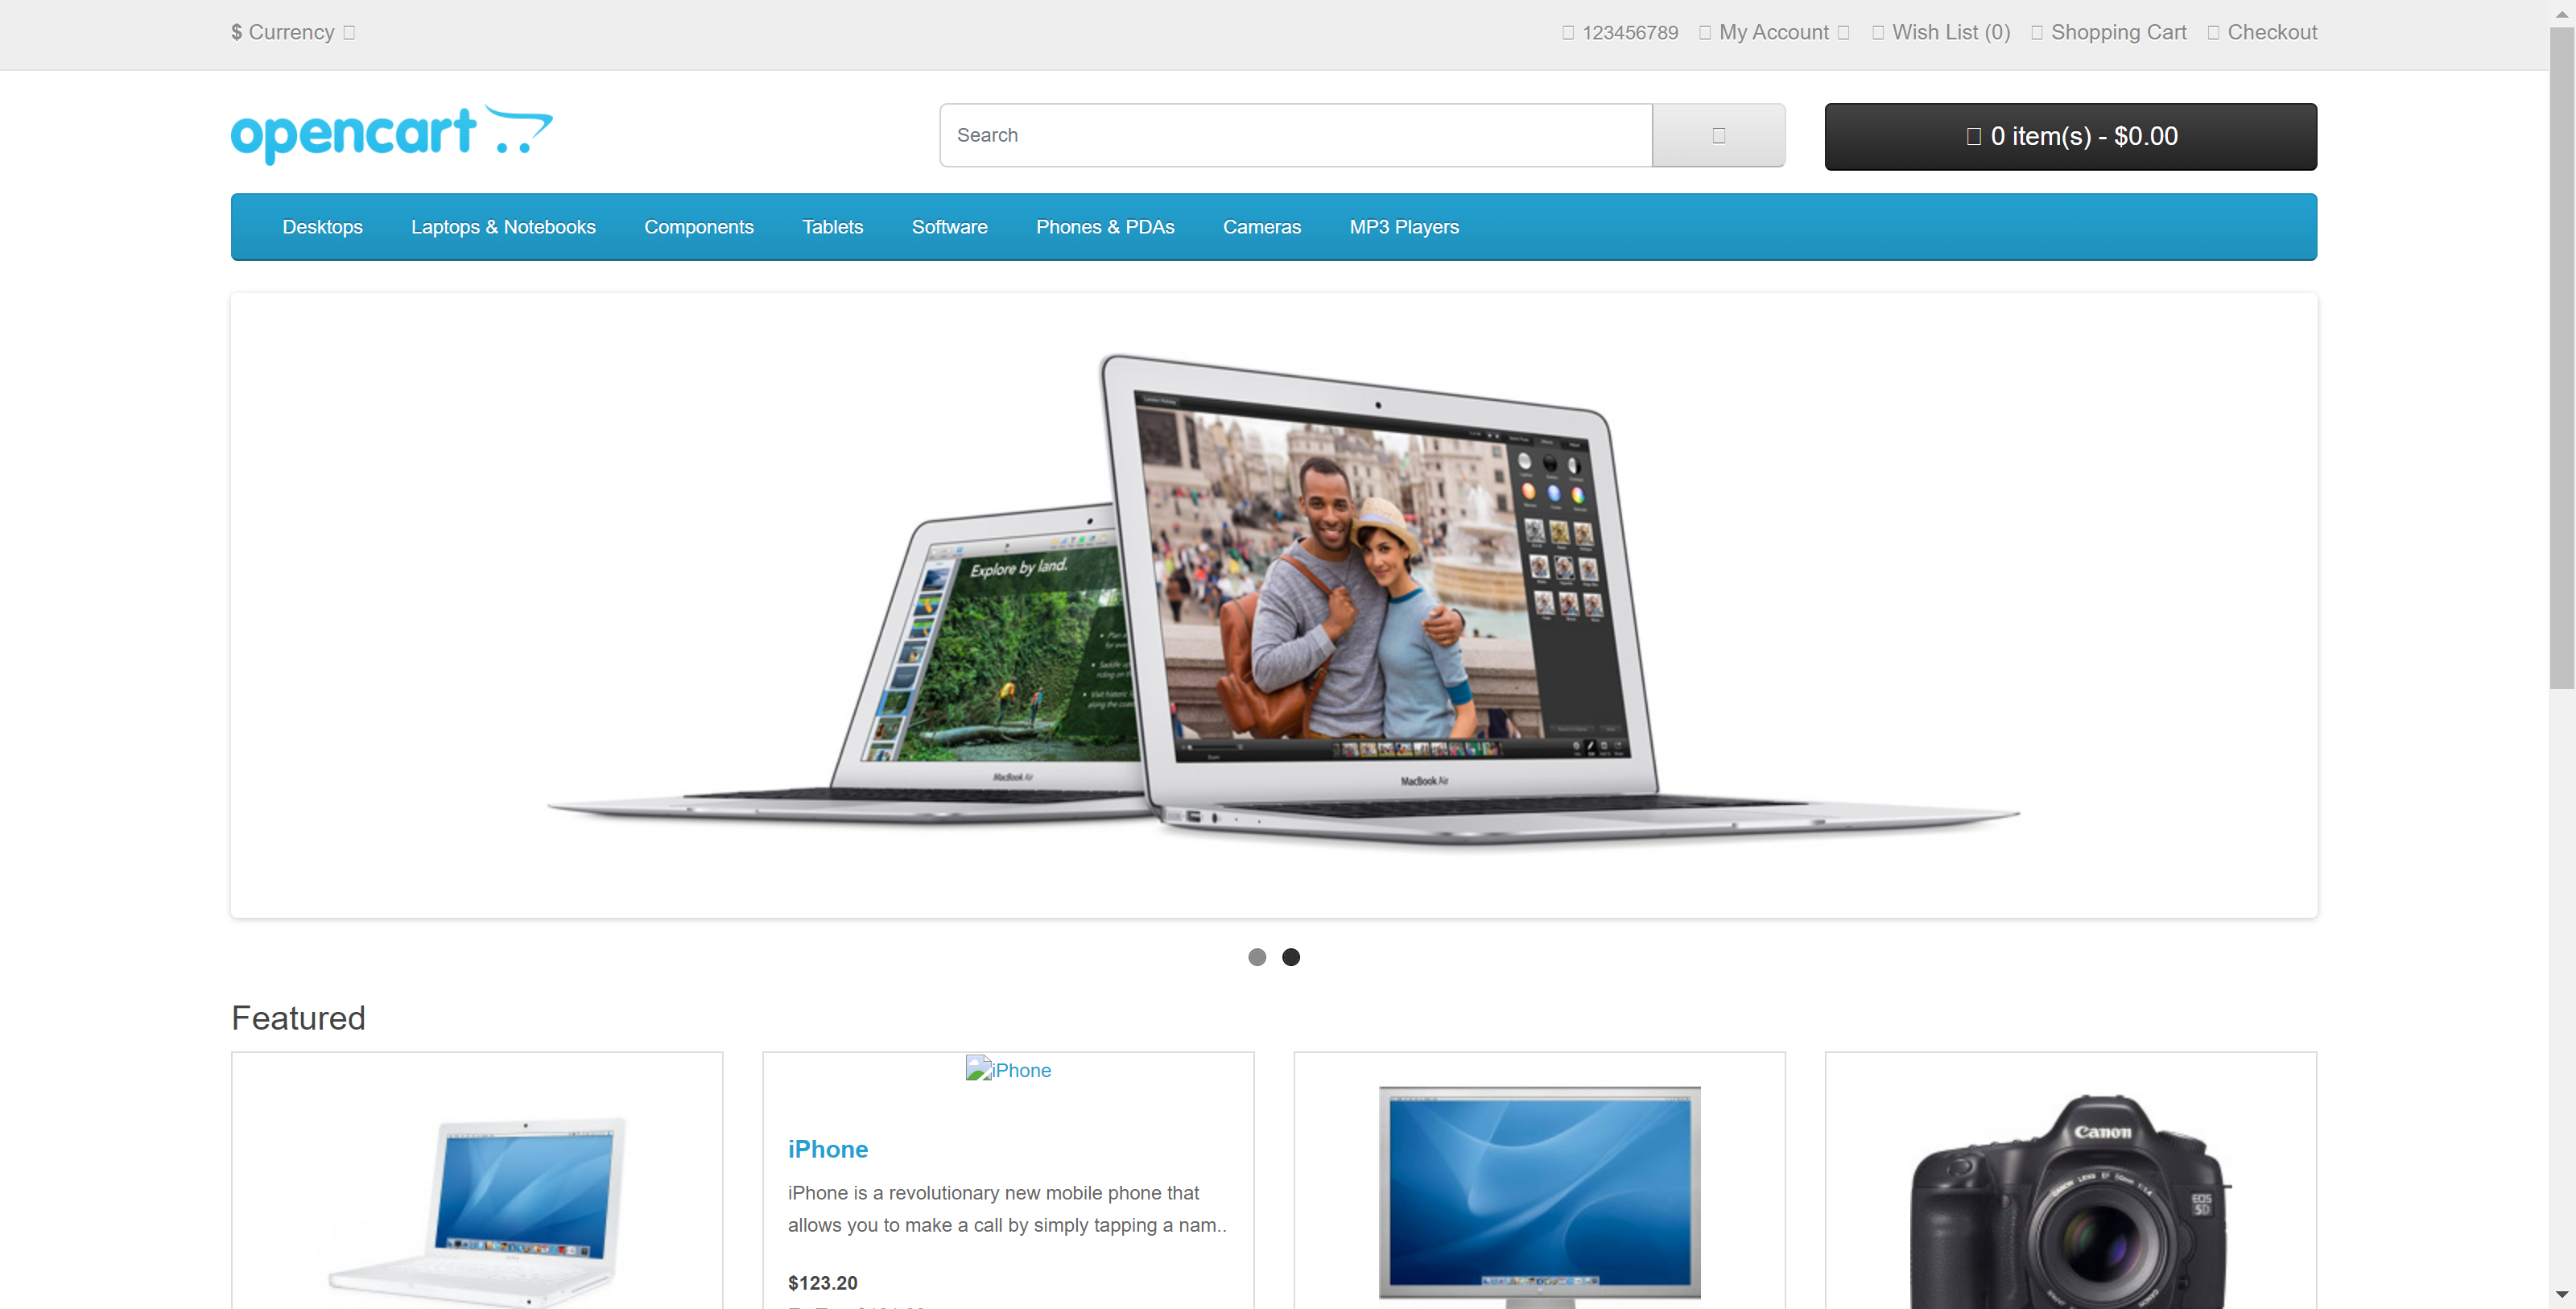 $ Currency
123456789 My Account Wish List (0) Shopping Cart Checkout
opencart
Search
0 item(s) - $0.00
Desktops Laptops & Notebooks Components Tablets Software Phones & PDAs Cameras MP3 Players
Explore by land.
MacBook Air
MacBook Air
Featured
iPhone
Canon
iPhone
EOS
5D
iPhone is a revolutionary new mobile phone that
allows you to make a call by simply tapping a nam..
$123.20